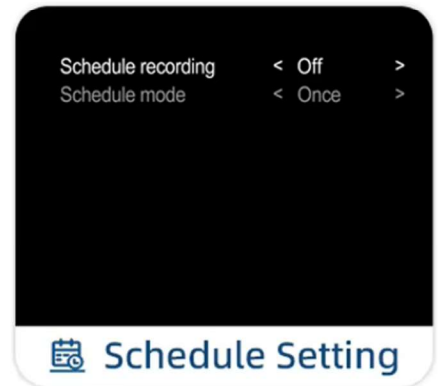 Schedule recording < Off >
Schedule mode < Once >
Schedule Setting